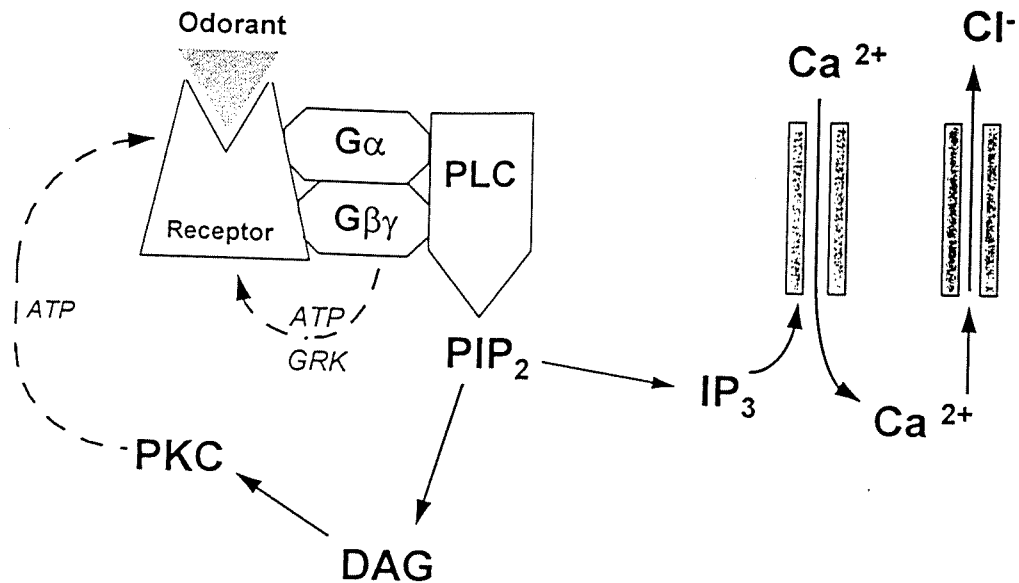 Odorant
Receptor
Gα
Gβγ
PLC
ATP
GRK
ATP
PIP₂
IP₃
PKC
DAG
Ca ²⁺
Ca ²⁺
Cl⁻